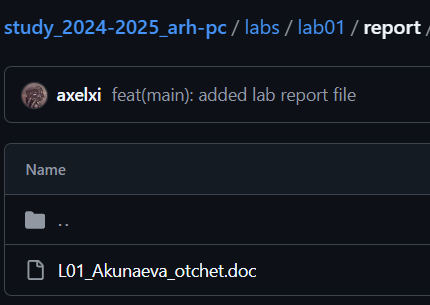 study_2024-2025_arh-pc / labs / lab01 / report /
axelxi feat(main): added lab report file
Name
..
L01_Akunaeva_otchet.doc